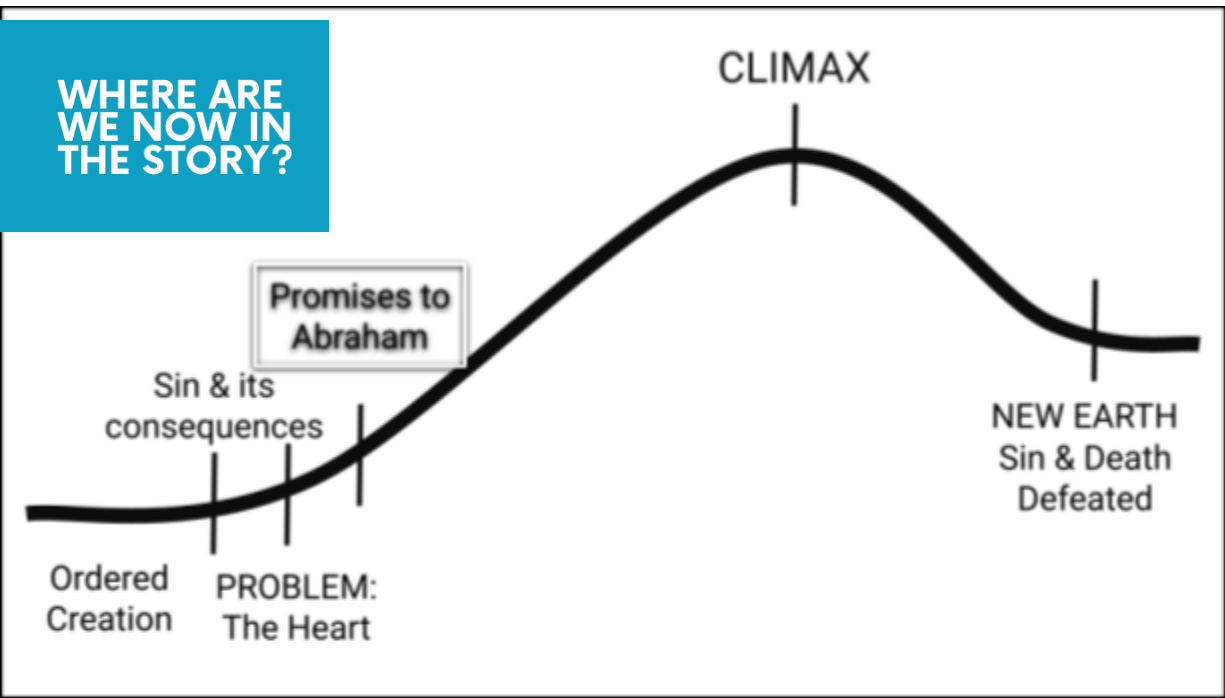 WHERE ARE
WE NOW IN
THE STORY?
CLIMAX
Promises to
Abraham
Sin & its
consequences
Ordered
Creation
PROBLEM:
The Heart
NEW EARTH
Sin & Death
Defeated